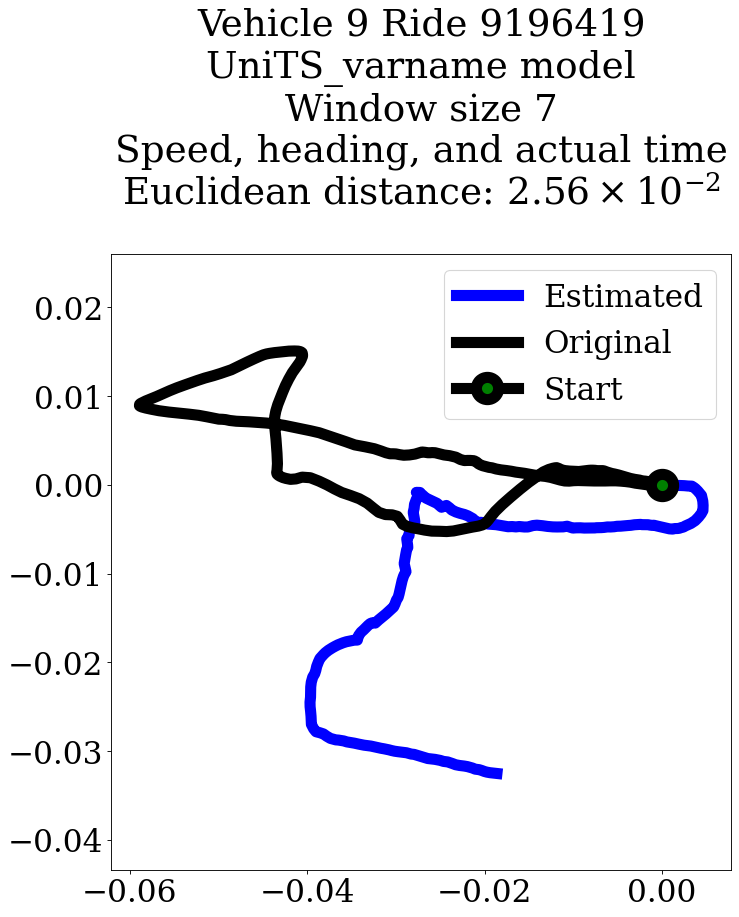 Vehicle 9 Ride 9196419
UniTS_varname model
Window size 7
Speed, heading, and actual time
Euclidean distance: 2.56 × 10⁻²
Estimated
Original
Start
0.02
0.01
0.00
−0.01
−0.02
−0.03
−0.04
−0.06
−0.04
−0.02
0.00